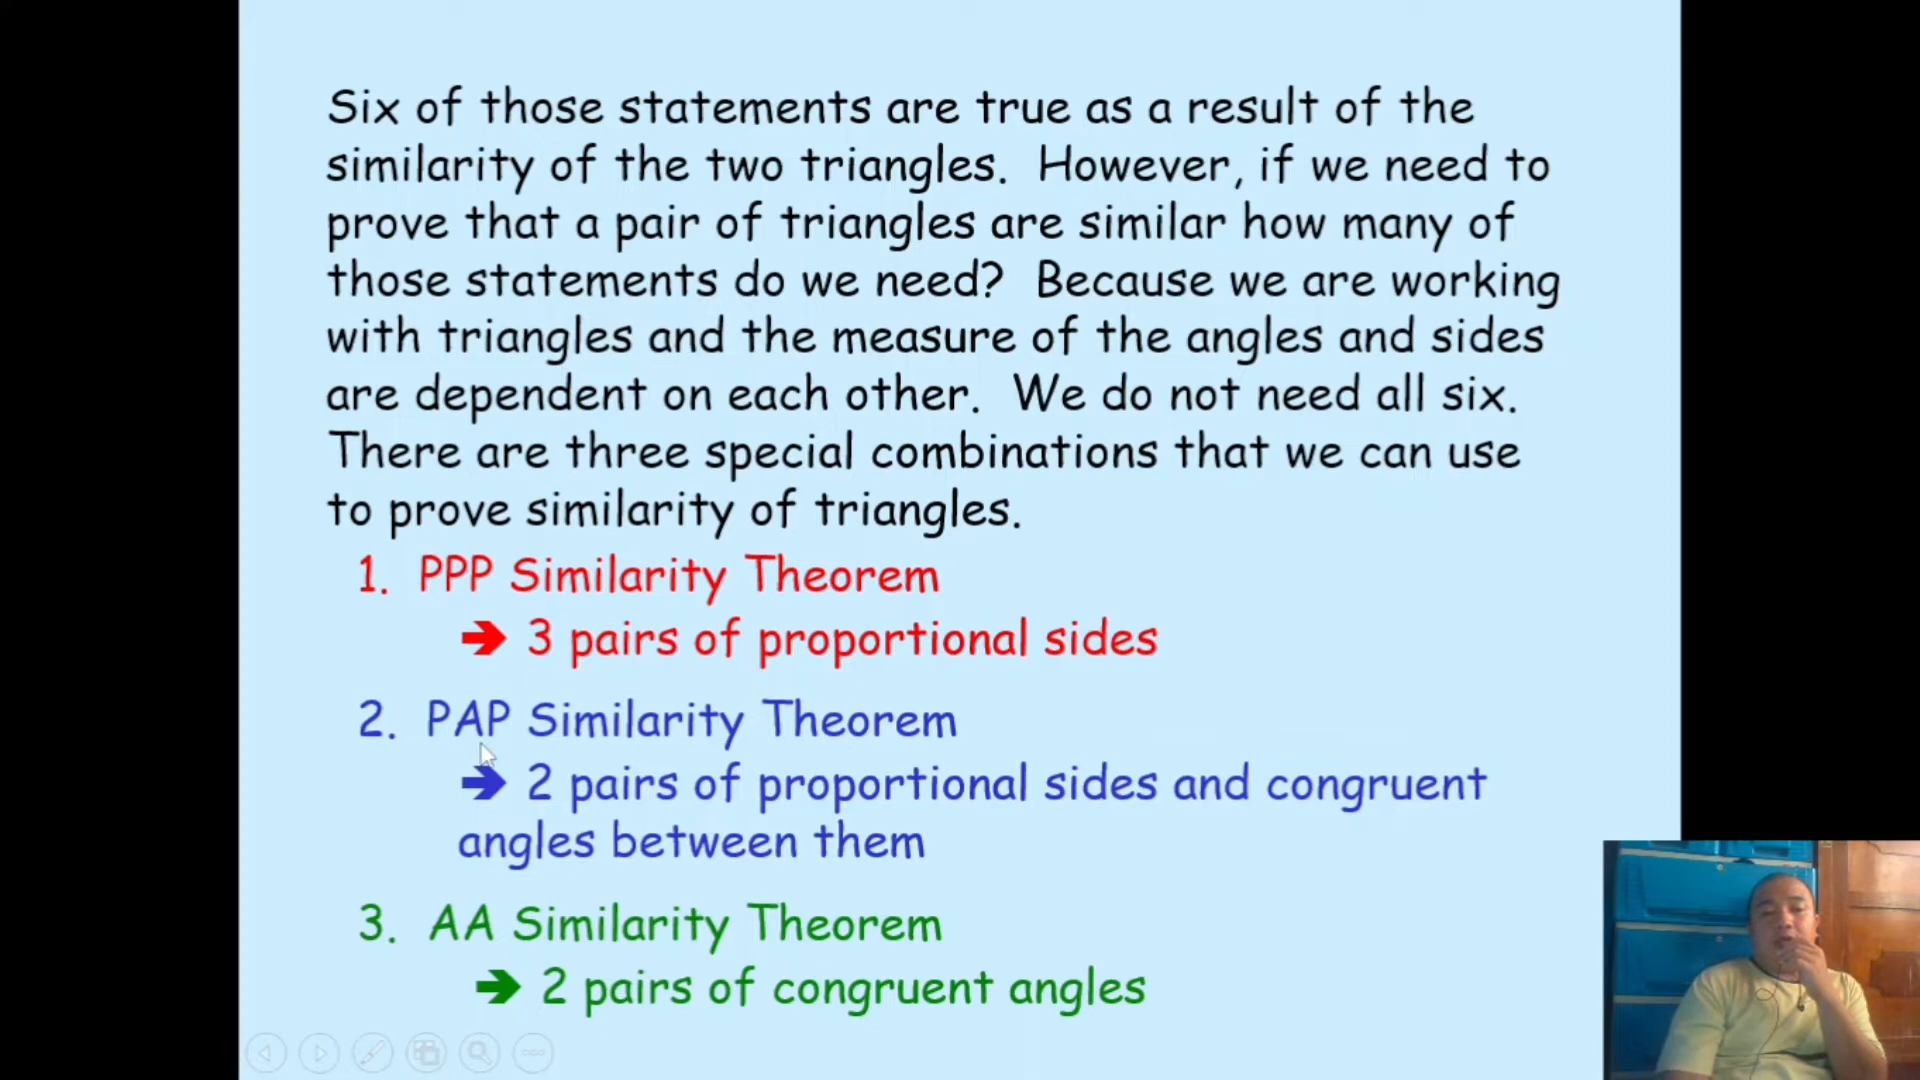 Six of those statements are true as a result of the
similarity of the two triangles. However, if we need to
prove that a pair of triangles are similar how many of
those statements do we need? Because we are working
with triangles and the measure of the angles and sides
are dependent on each other. We do not need all six.
There are three special combinations that we can use
to prove similarity of triangles.
1. PPP Similarity Theorem
➔ 3 pairs of proportional sides
2. PAP Similarity Theorem
➔ 2 pairs of proportional sides and congruent
angles between them
3. AA Similarity Theorem
➔ 2 pairs of congruent angles